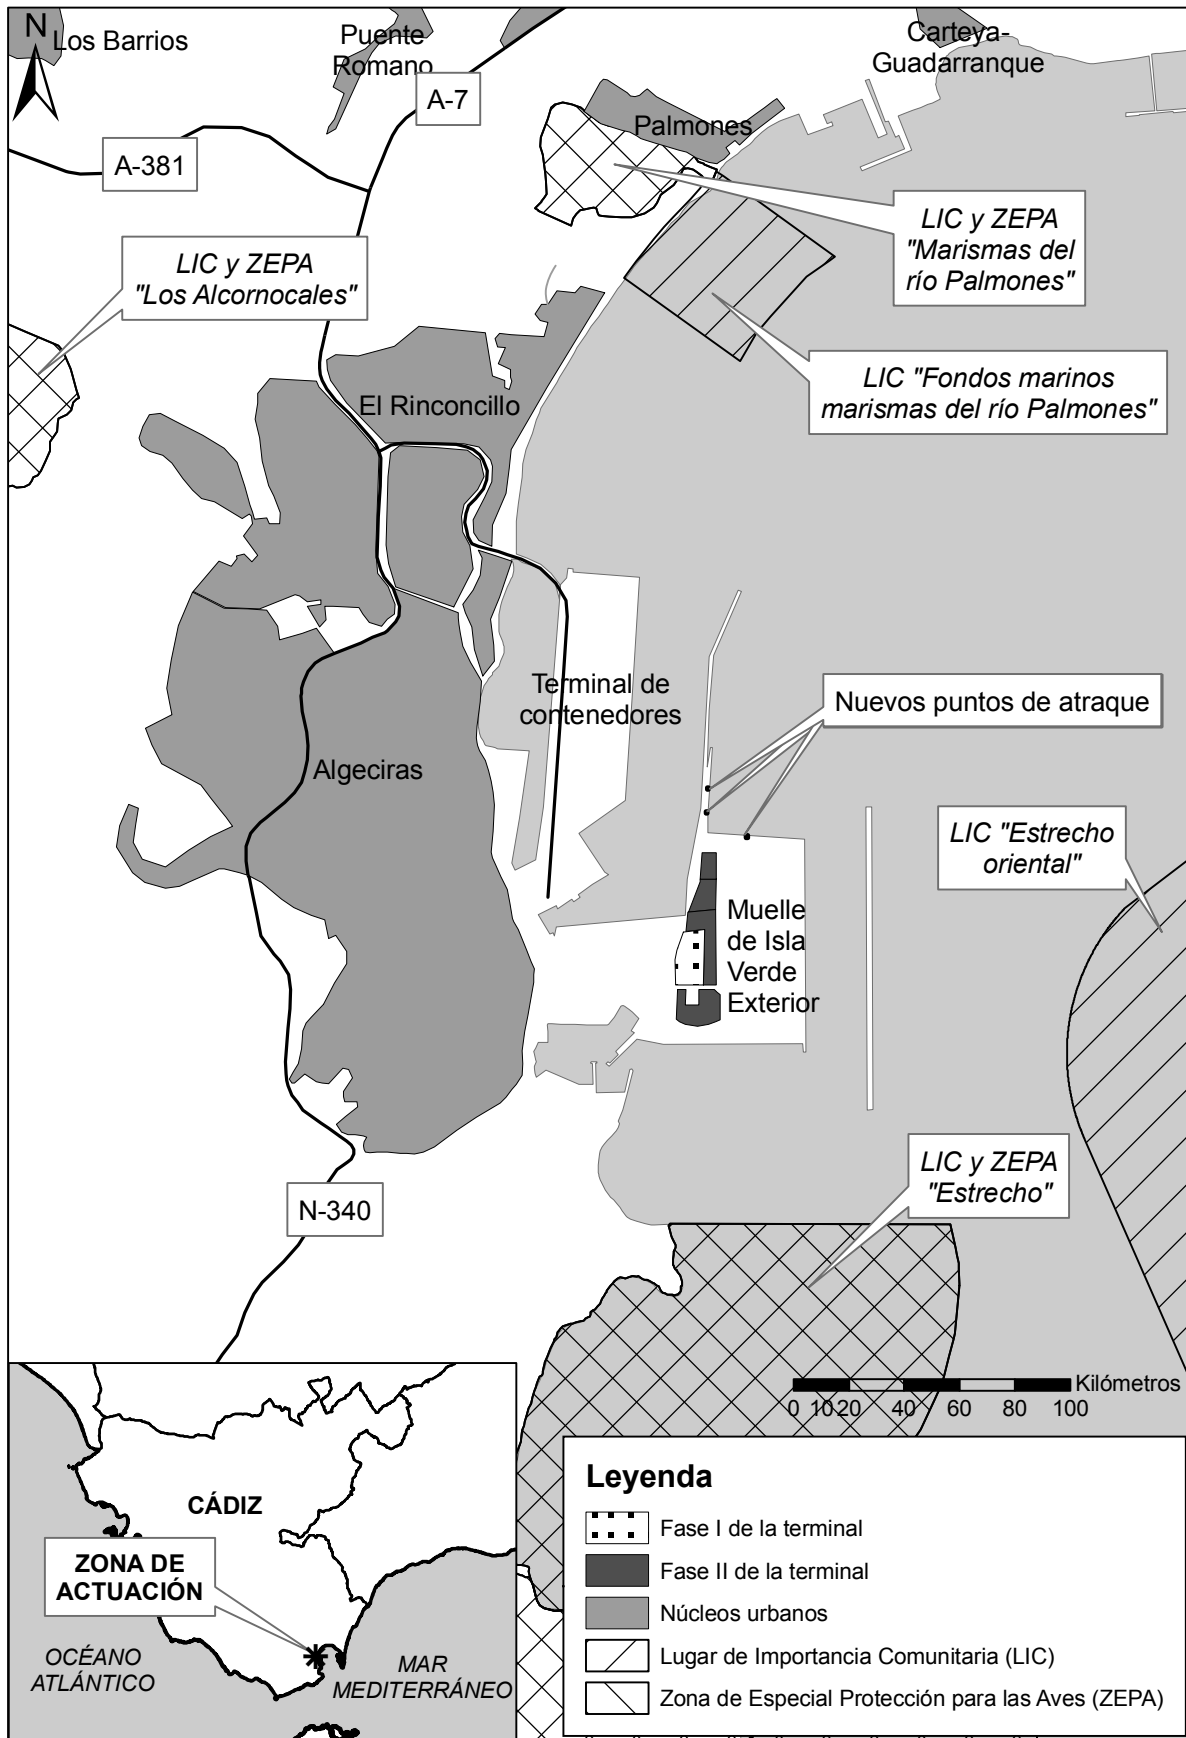 N
Los Barrios
Puente
Romano
Carteya-
Guadarranque
A-7
Palmones
A-381
LIC y ZEPA
"Marismas del
río Palmones"
LIC y ZEPA
"Los Alcornocales"
LIC "Fondos marinos
marismas del río Palmones"
El Rinconcillo
Terminal de
contenedores
Nuevos puntos de atraque
Algeciras
LIC "Estrecho
oriental"
Muelle
de Isla
Verde
Exterior
LIC y ZEPA
"Estrecho"
N-340
Kilómetros
0 10 20 40 60 80 100
CÁDIZ
ZONA DE
ACTUACIÓN
OCÉANO
ATLÁNTICO
MAR
MEDITERRÁNEO
Leyenda
Fase I de la terminal
Fase II de la terminal
Núcleos urbanos
Lugar de Importancia Comunitaria (LIC)
Zona de Especial Protección para las Aves (ZEPA)